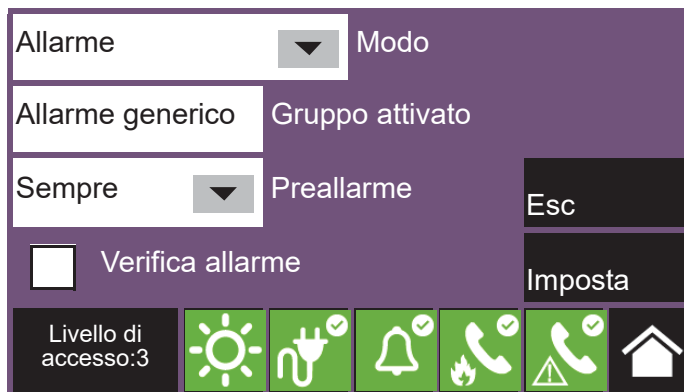 Allarme Modo
Allarme generico Gruppo attivato
Sempre Preallarme
Esc
Verifica allarme
Imposta
Livello di
accesso:3